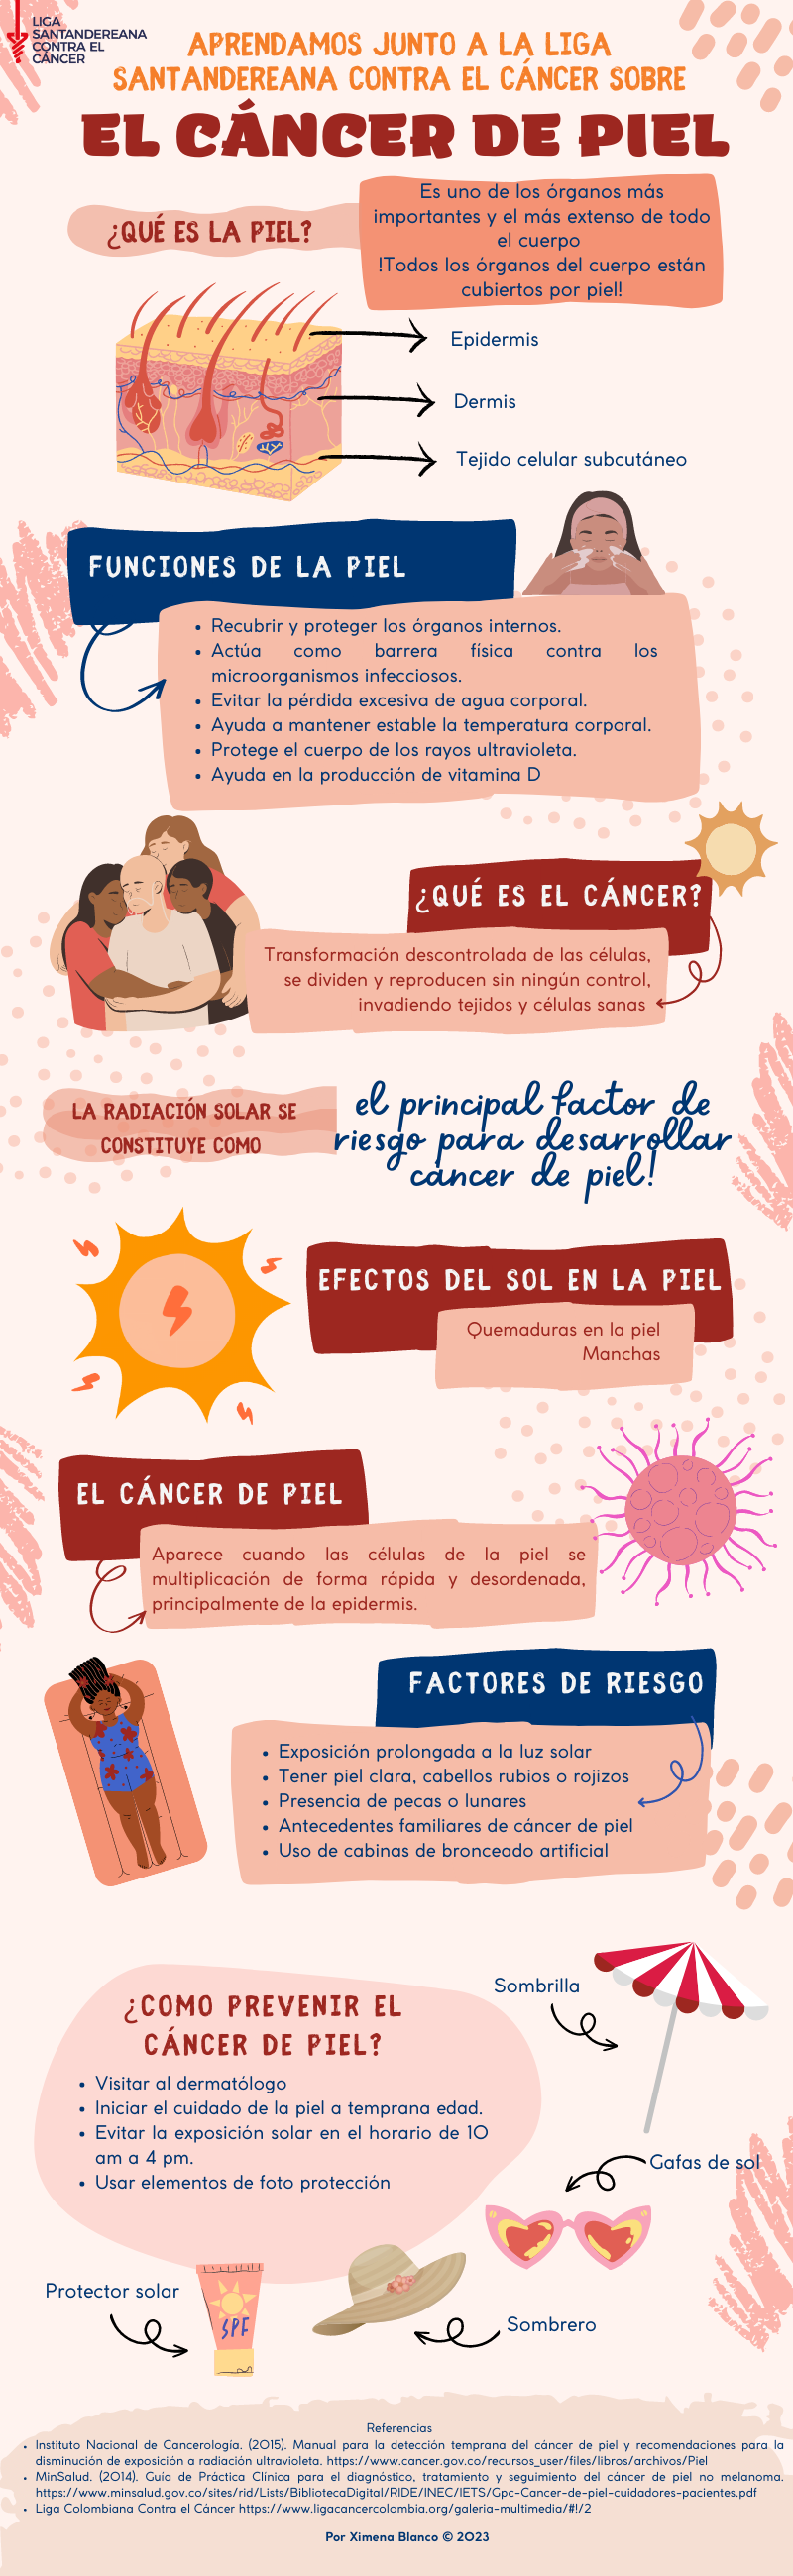 LIGA
SANTANDEREANA
CONTRA EL
CÁNCER
APRENDAMOS JUNTO A LA LIGA
SANTANDEREANA CONTRA EL CÁNCER SOBRE
EL CÁNCER DE PIEL
¿QUÉ ES LA PIEL?
Es uno de los órganos más
importantes y el más extenso de todo
el cuerpo
!Todos los órganos del cuerpo están
cubiertos por piel!
Epidermis
Dermis
Tejido celular subcutáneo
FUNCIONES DE LA PIEL
• Recubrir y proteger los órganos internos.
• Actúa como barrera física contra los
microorganismos infecciosos.
• Evitar la pérdida excesiva de agua corporal.
• Ayuda a mantener estable la temperatura corporal.
• Protege el cuerpo de los rayos ultravioleta.
• Ayuda en la producción de vitamina D
¿QUÉ ES EL CÁNCER?
Transformación descontrolada de las células,
se dividen y reproducen sin ningún control,
invadiendo tejidos y células sanas
LA RADIACIÓN SOLAR SE
CONSTITUYE COMO
el principal factor de
riesgo para desarrollar
cáncer de piel!
EFECTOS DEL SOL EN LA PIEL
Quemaduras en la piel
Manchas
EL CÁNCER DE PIEL
Aparece cuando las células de la piel se
multiplicación de forma rápida y desordenada,
principalmente de la epidermis.
FACTORES DE RIESGO
• Exposición prolongada a la luz solar
• Tener piel clara, cabellos rubios o rojizos
• Presencia de pecas o lunares
• Antecedentes familiares de cáncer de piel
• Uso de cabinas de bronceado artificial
¿COMO PREVENIR EL
CÁNCER DE PIEL?
• Visitar al dermatólogo
• Iniciar el cuidado de la piel a temprana edad.
• Evitar la exposición solar en el horario de 10
am a 4 pm.
• Usar elementos de foto protección
Sombrilla
Gafas de sol
Protector solar
SPF
Sombrero
Referencias
• Instituto Nacional de Cancerología. (2015). Manual para la detección temprana del cáncer de piel y recomendaciones para la
disminución de exposición a radiación ultravioleta. https://www.cancer.gov.co/recursos_user/files/libros/archivos/Piel
• MinSalud. (2014). Guía de Práctica Clínica para el diagnóstico, tratamiento y seguimiento del cáncer de piel no melanoma.
https://www.minsalud.gov.co/sites/rid/Lists/BibliotecaDigital/RIDE/INEC/IETS/Gpc-Cancer-de-piel-cuidadores-pacientes.pdf
• Liga Colombiana Contra el Cáncer https://www.ligacancercolombia.org/galeria-multimedia/#!/2
Por Ximena Blanco © 2023